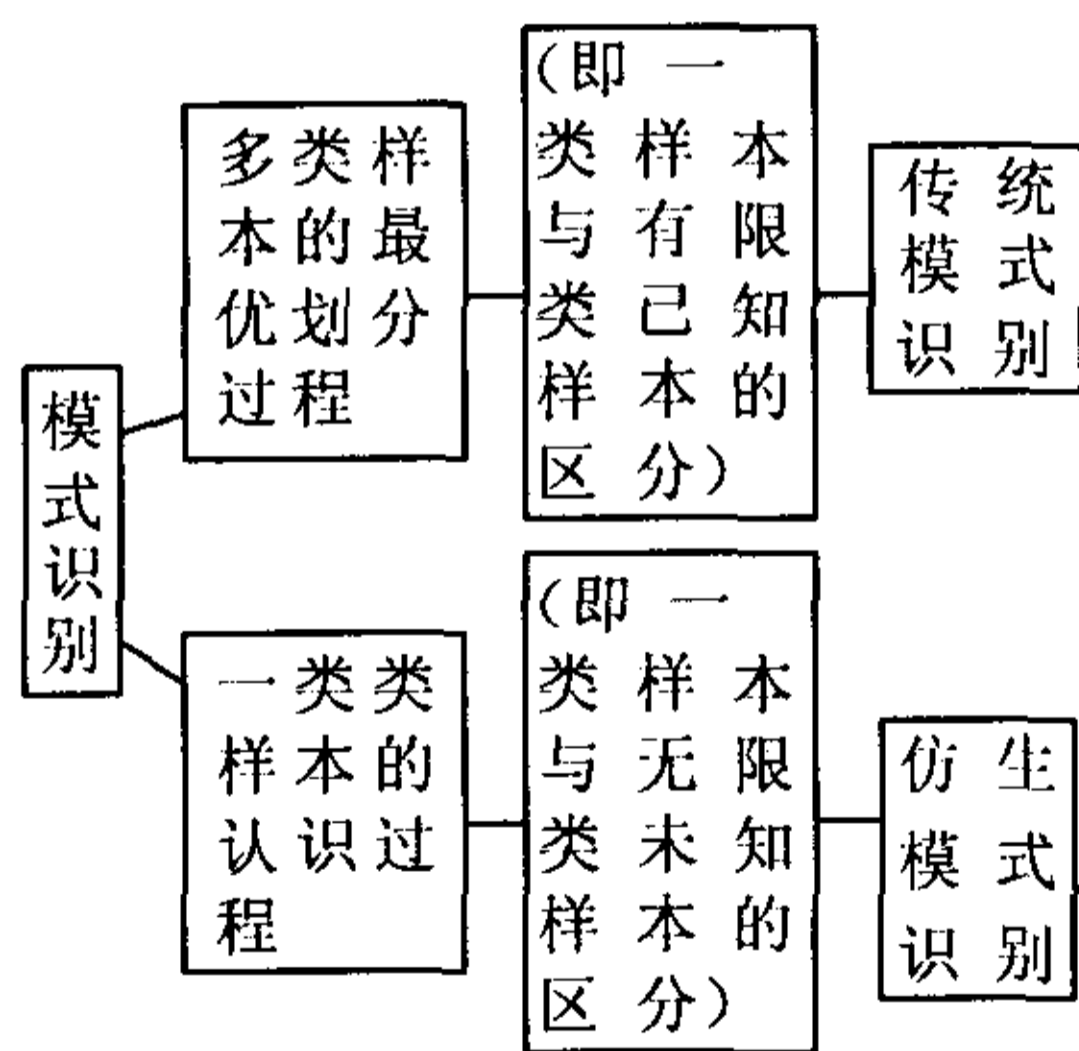 模
式
识
别
多类样
本的最
优划分
过程
(即一
类样本
与有限
类已知
样本的
区分)
传统
模式
识别
一类类
样本的
认识过
程
(即一
类样本
与无限
类未知
样本的
区分)
仿生
模式
识别